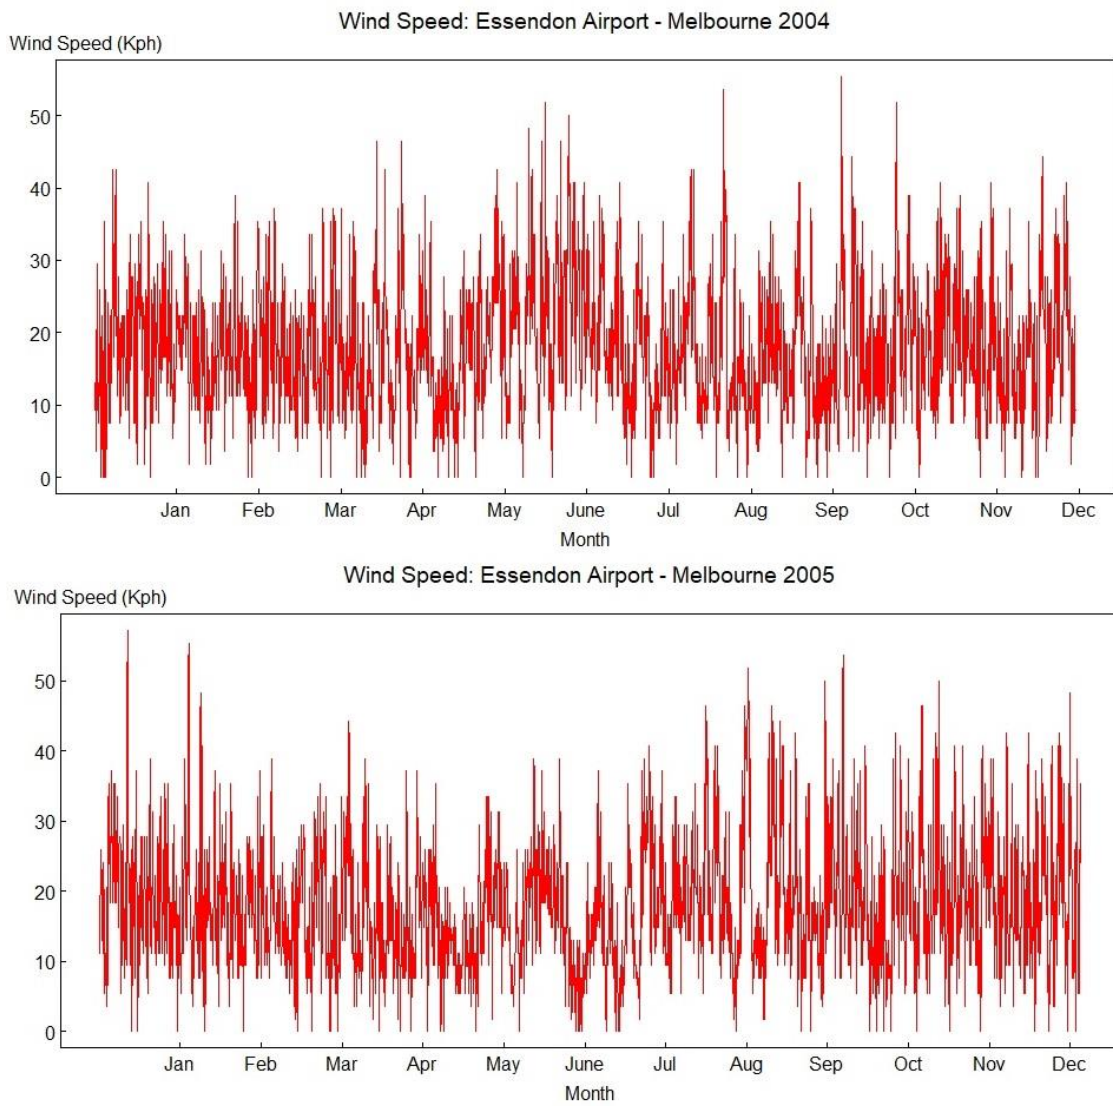 Wind Speed: Essendon Airport - Melbourne 2004
Wind Speed (Kph)
50
40
30
20
10
0
Jan Feb Mar Apr May June Jul Aug Sep Oct Nov Dec
Month
Wind Speed: Essendon Airport - Melbourne 2005
Wind Speed (Kph)
50
40
30
20
10
0
Jan Feb Mar Apr May June Jul Aug Sep Oct Nov Dec
Month